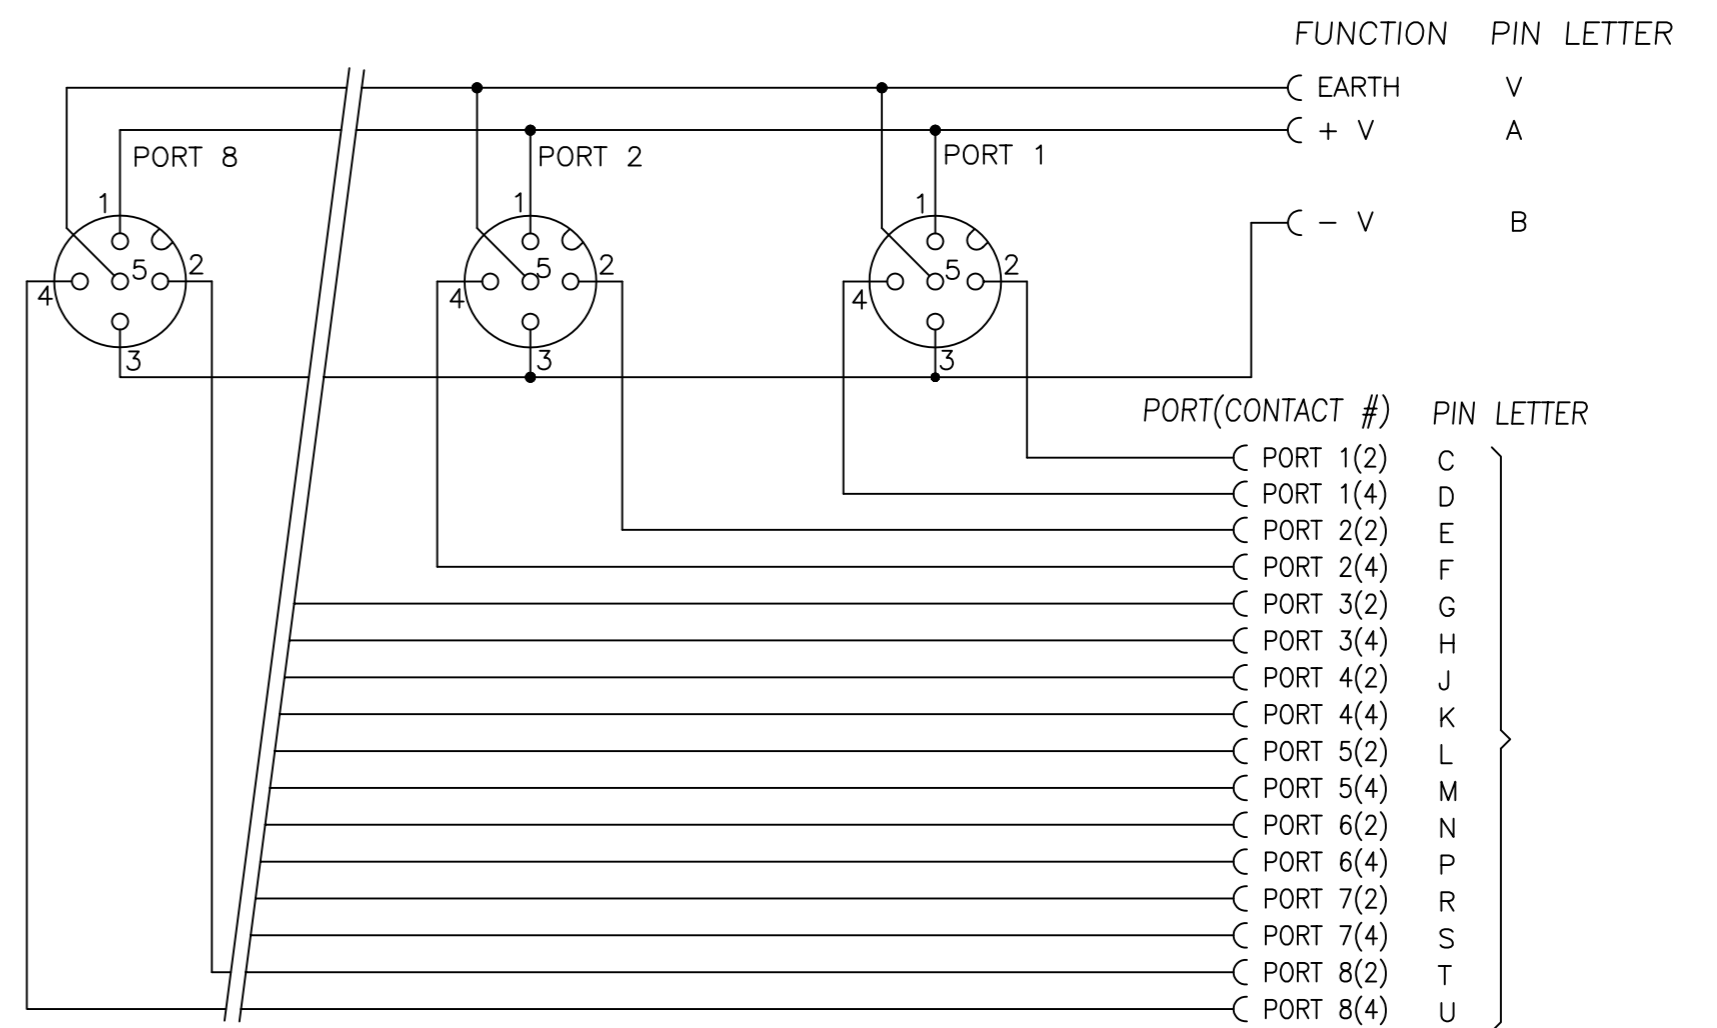 FUNCTION PIN LETTER
EARTH V
+ V A
PORT 8 PORT 2 PORT 1
1 1 1
- V B
5 2 5 2 5 2
4 4 4
3 3 3
PORT(CONTACT #) PIN LETTER
PORT 1(2) C
PORT 1(4) D
PORT 2(2) E
PORT 2(4) F
PORT 3(2) G
PORT 3(4) H
PORT 4(2) J
PORT 4(4) K
PORT 5(2) L
PORT 5(4) M
PORT 6(2) N
PORT 6(4) P
PORT 7(2) R
PORT 7(4) S
PORT 8(2) T
PORT 8(4) U